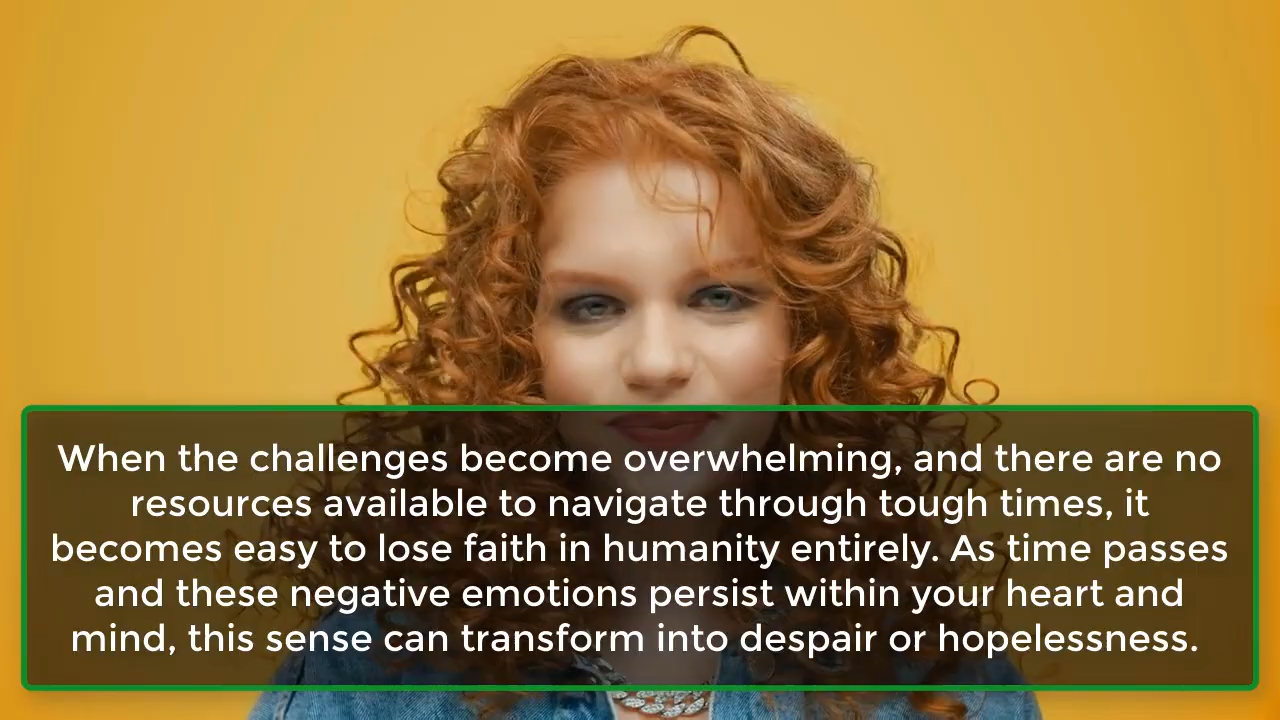 When the challenges become overwhelming, and there are no
resources available to navigate through tough times, it
becomes easy to lose faith in humanity entirely. As time passes
and these negative emotions persist within your heart and
mind, this sense can transform into despair or hopelessness.